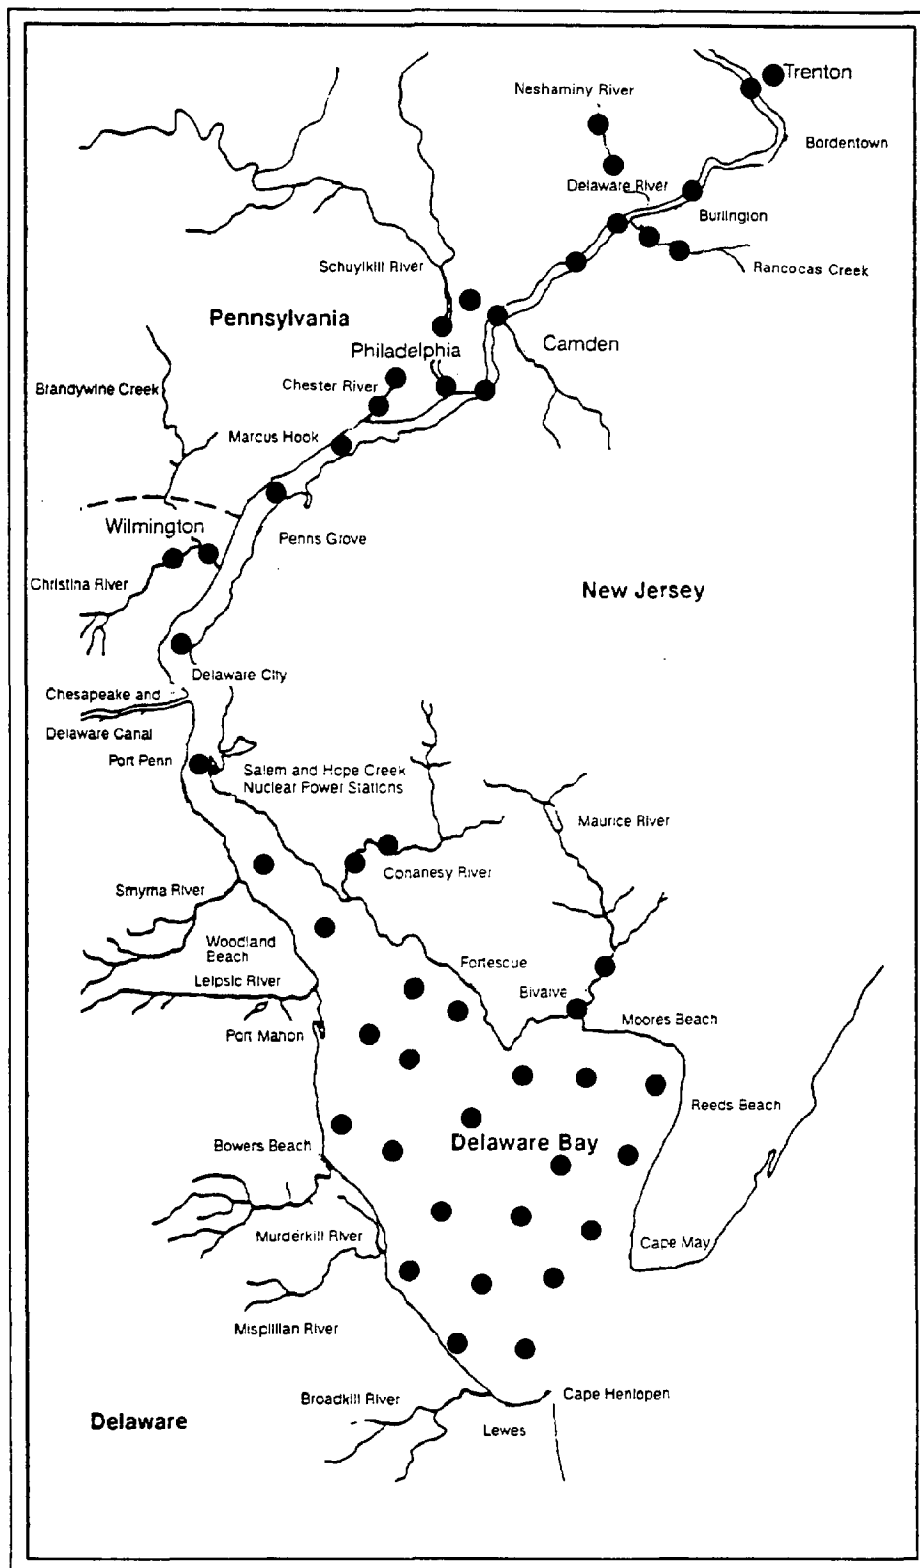 Trenton
Neshaminy River
Bordentown
Delaware River
Burlington
Schuylkill River
Rancocas Creek
Pennsylvania
Philadelphia
Camden
Chester River
Brandywine Creek
Marcus Hook
Wilmington
Penns Grove
Christina River
New Jersey
Delaware City
Chesapeake and
Delaware Canal
Port Penn
Salem and Hope Creek
Nuclear Power Stations
Maurice River
Conanesy River
Smyrna River
Woodland
Beach
Fortescue
Leipsic River
Bivalve
Moores Beach
Port Mahon
Reeds Beach
Bowers Beach
Delaware Bay
Murderkill River
Cape May
Mispillian River
Broadkill River
Cape Henlopen
Delaware
Lewes